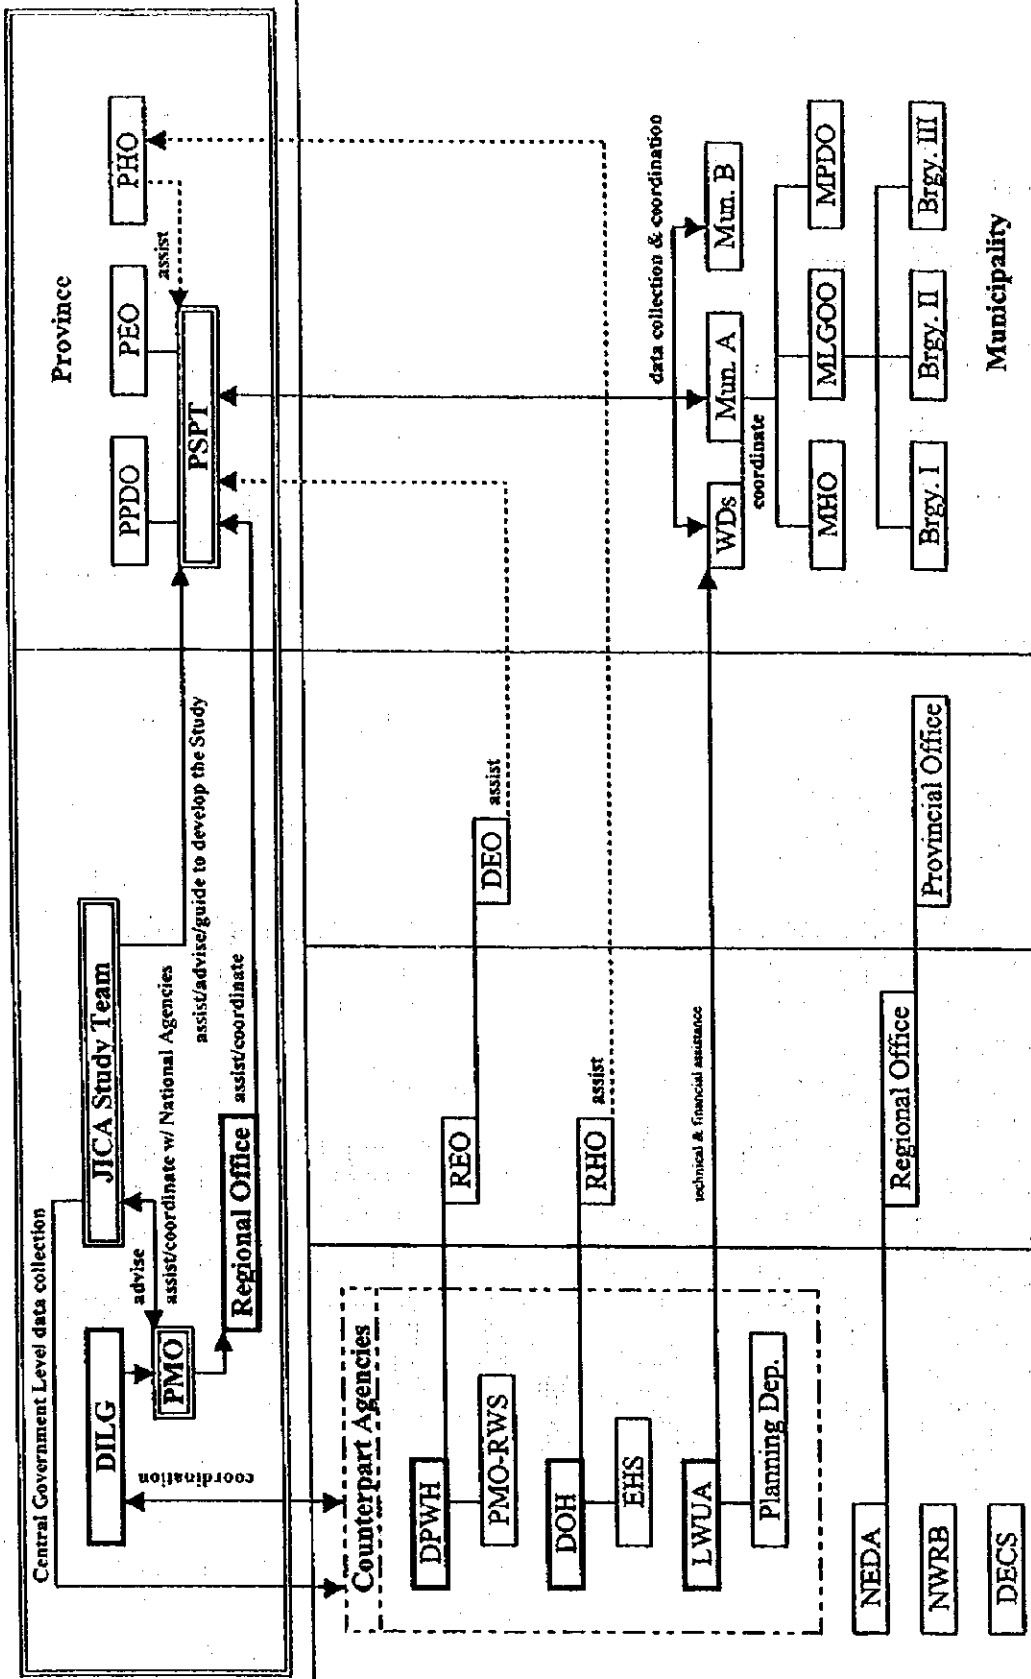 Province
PPDO
PEO
PHO
assist
PSPT
Central Government Level data collection
DILG
JICA Study Team
advise
assist/coordinate w/ National Agencies
PMO
assist/advise/guide to develop the Study
Regional Office
assist/coordinate
coordination
Counterpart Agencies
DPWH
REO
PMO-RWS
DEO
assist
DOH
RHO
assist
EHS
LWUA
technical & financial assistance
Planning Dep.
data collection & coordination
WDs
Mun. A
Mun. B
coordinate
MHO
MLGOO
MPDO
NEDA
Regional Office
Provincial Office
Brgy. I
Brgy. II
Brgy. III
NWRB
DECS
Municipality